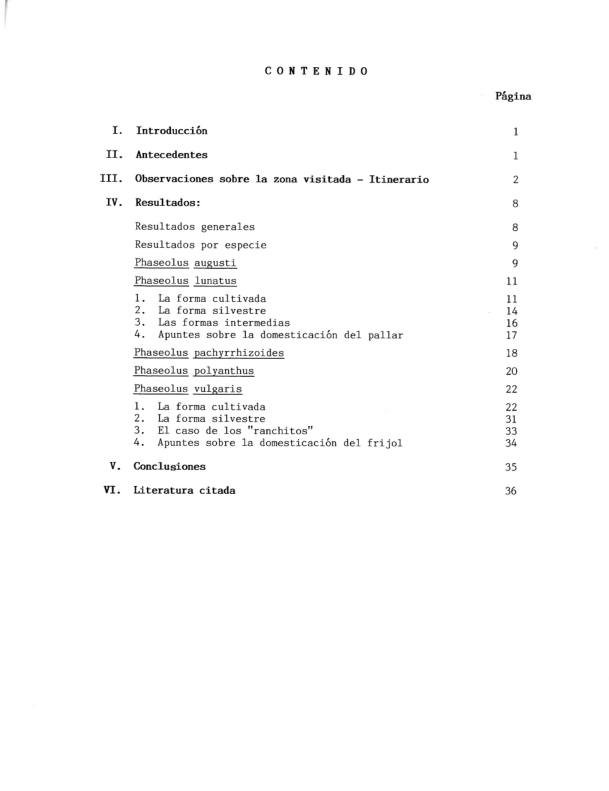 C O N T E N I D O
Página
I. Introducción 1
II. Antecedentes 1
III. Observaciones sobre la zona visitada - Itinerario 2
IV. Resultados: 8
Resultados generales 8
Resultados por especie 9
Phaseolus augusti 9
Phaseolus lunatus 11
1. La forma cultivada 11
2. La forma silvestre 14
3. Las formas intermedias 16
4. Apuntes sobre la domesticación del pallar 17
Phaseolus pachyrrhizoides 18
Phaseolus polyanthus 20
Phaseolus vulgaris 22
1. La forma cultivada 22
2. La forma silvestre 31
3. El caso de los "ranchitos" 33
4. Apuntes sobre la domesticación del frijol 34
V. Conclusiones 35
VI. Literatura citada 36